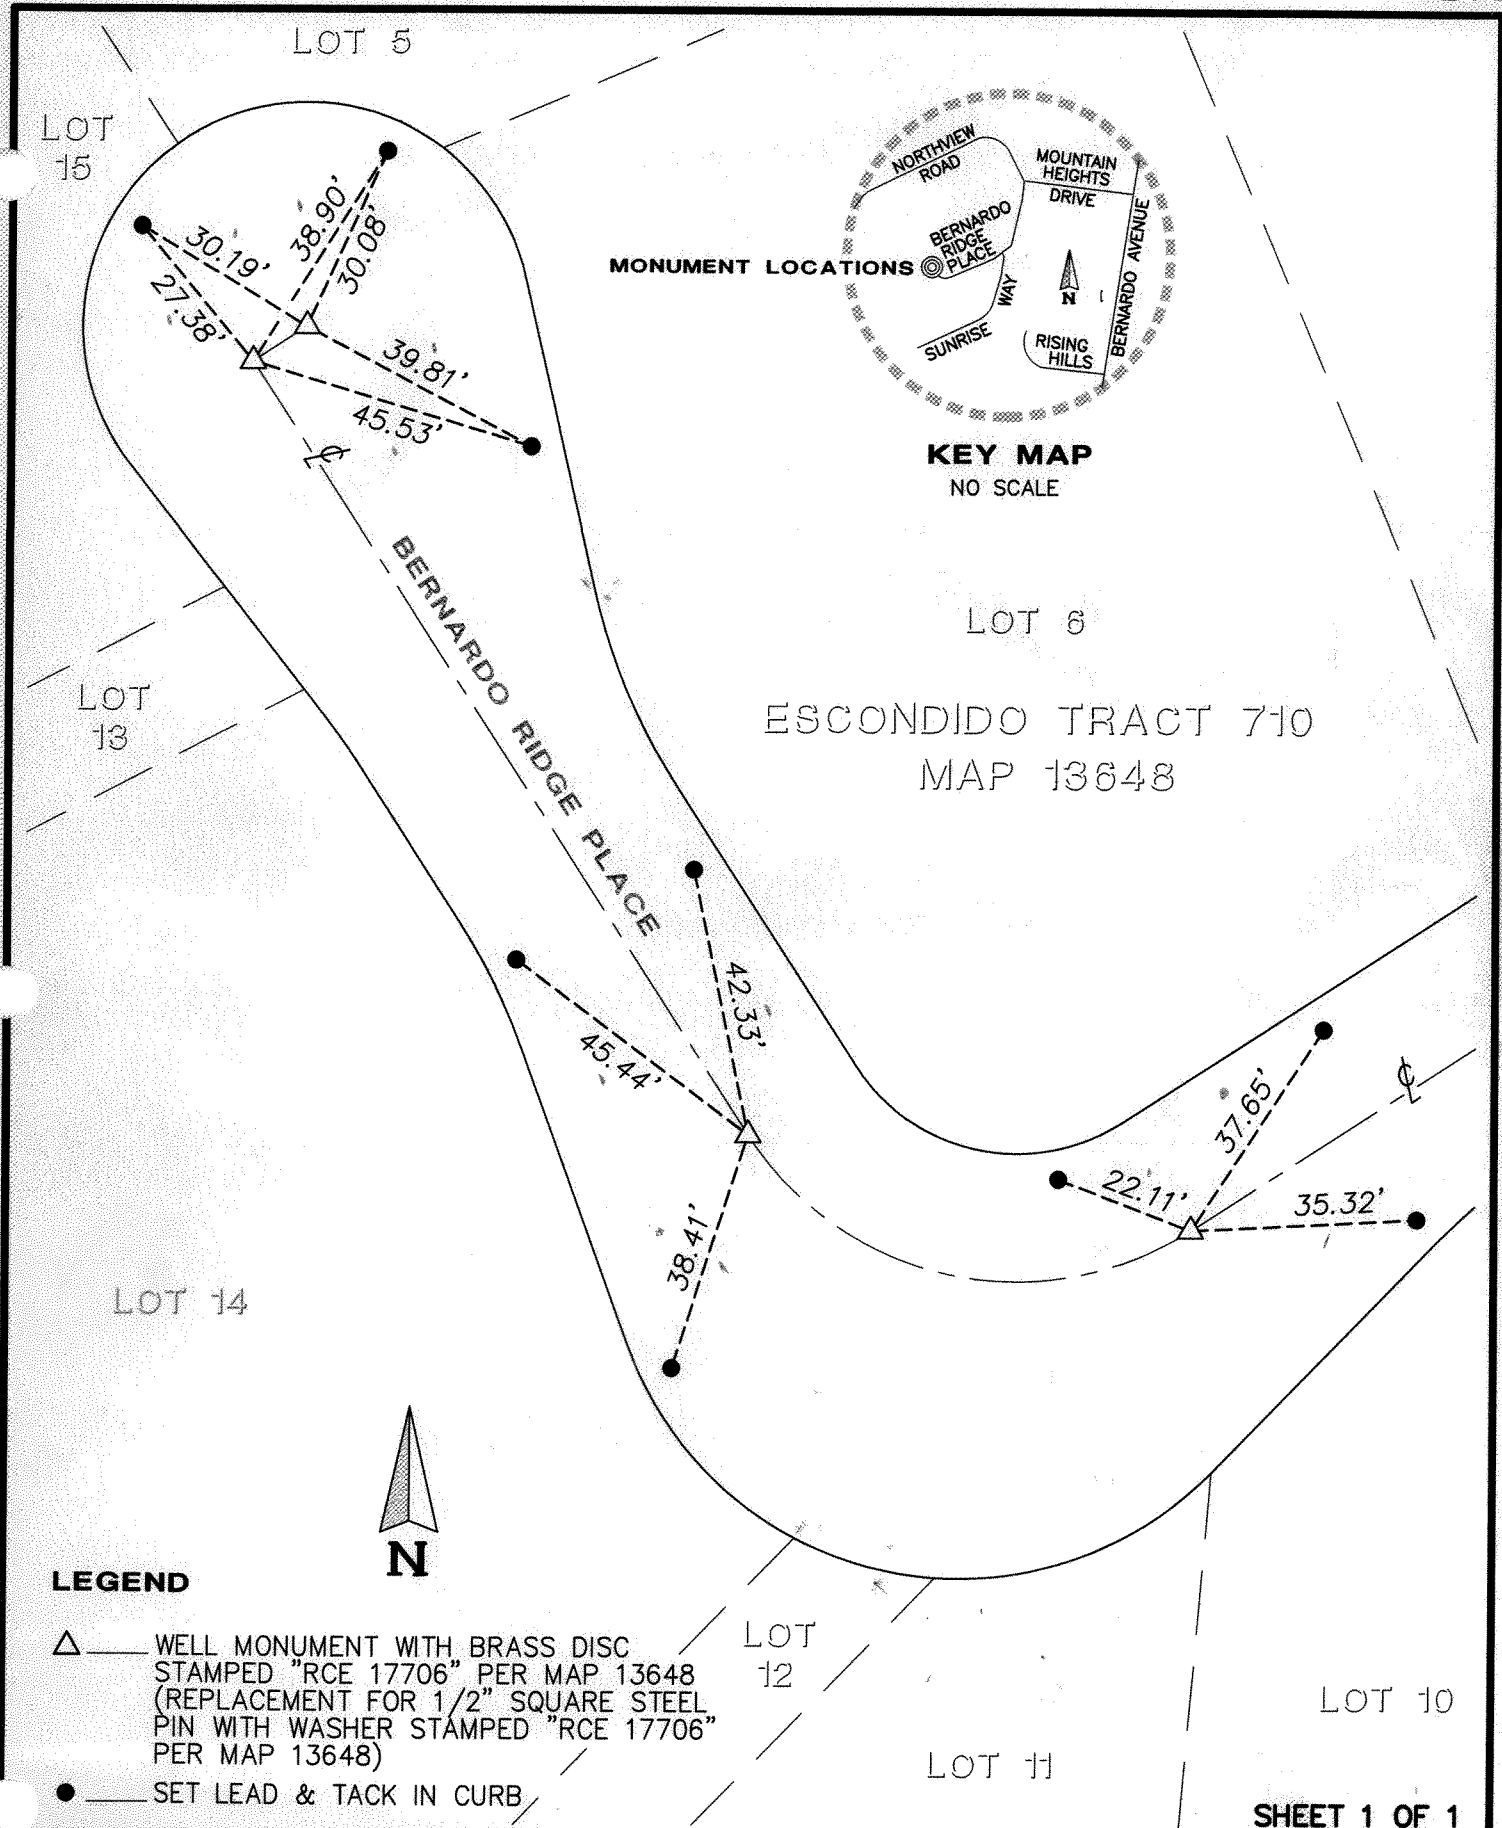 LOT 5
LOT
15
38.90'
30.08'
30.19'
27.38'
39.81'
45.53'
℄
NORTHVIEW
ROAD
MOUNTAIN
HEIGHTS
DRIVE
BERNARDO
RIDGE
PLACE
MONUMENT LOCATIONS
WAY
SUNRISE
N
BERNARDO AVENUE
RISING
HILLS
KEY MAP
NO SCALE
BERNARDO RIDGE PLACE
LOT 6
ESCONDIDO TRACT 710
MAP 13648
LOT
13
42.33'
45.44'
38.41'
37.65'
22.11'
35.32'
℄
LOT 14
N
LEGEND
WELL MONUMENT WITH BRASS DISC
STAMPED "RCE 17706" PER MAP 13648
(REPLACEMENT FOR 1/2" SQUARE STEEL
PIN WITH WASHER STAMPED "RCE 17706"
PER MAP 13648)
SET LEAD & TACK IN CURB
LOT
12
LOT 11
LOT 10
SHEET 1 OF 1